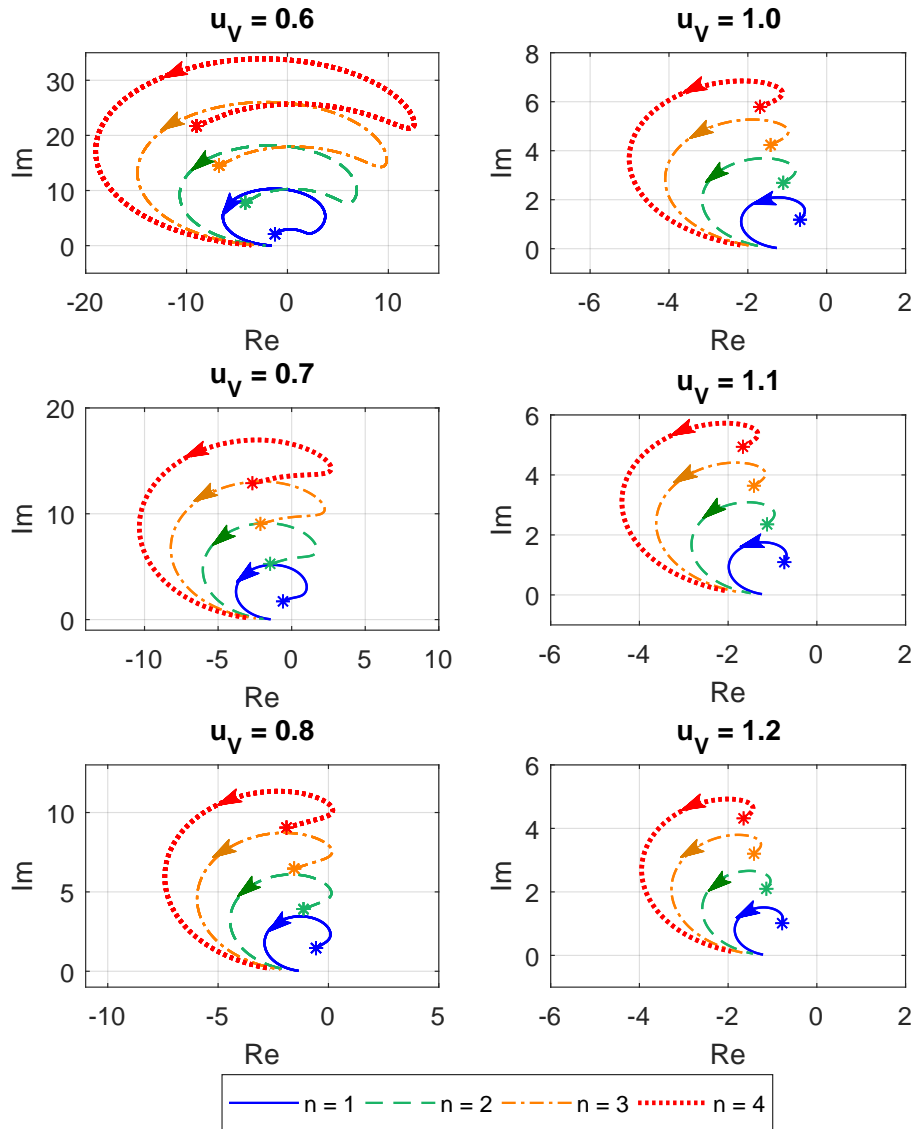 u_V = 0.6
30
20
10
0
-20 -10 0 10
Im
Re
u_V = 1.0
8
6
4
2
0
-6 -4 -2 0 2
Im
Re
u_V = 0.7
20
10
0
-10 -5 0 5 10
Im
Re
u_V = 1.1
6
4
2
0
-6 -4 -2 0 2
Im
Re
u_V = 0.8
10
5
0
-10 -5 0 5
Im
Re
u_V = 1.2
6
4
2
0
-6 -4 -2 0 2
Im
Re
n = 1 n = 2 n = 3 n = 4